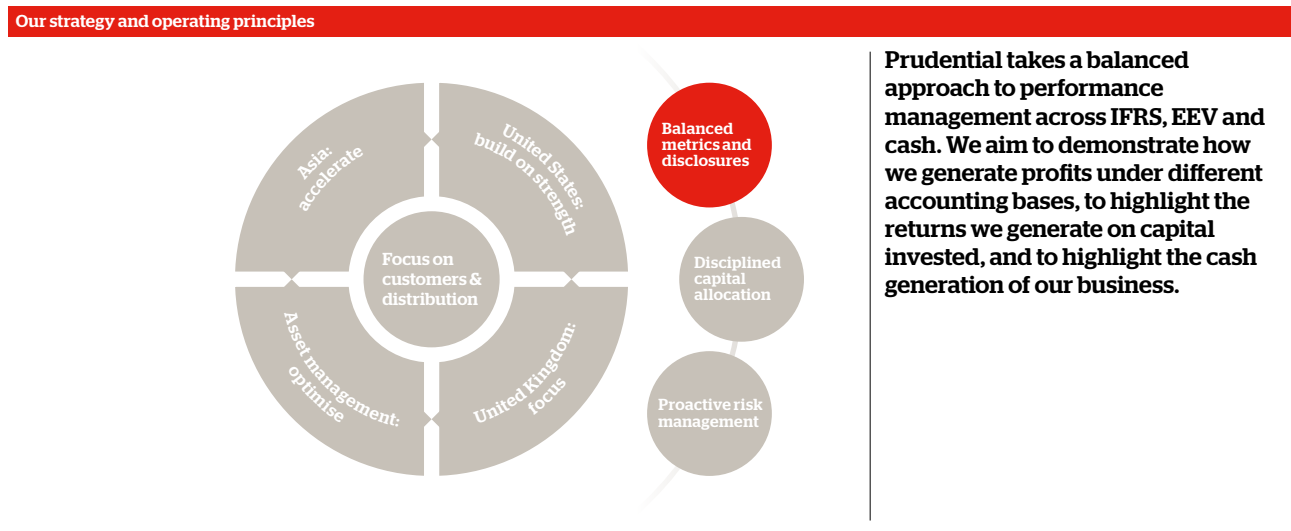 Our strategy and operating principles
Asia:
accelerate
United States:
build on strength
Focus on
customers &
distribution
Asset management:
optimise
United Kingdom:
focus
Balanced
metrics and
disclosures
Disciplined
capital
allocation
Proactive risk
management
Prudential takes a balanced
approach to performance
management across IFRS, EEV and
cash. We aim to demonstrate how
we generate profits under different
accounting bases, to highlight the
returns we generate on capital
invested, and to highlight the cash
generation of our business.